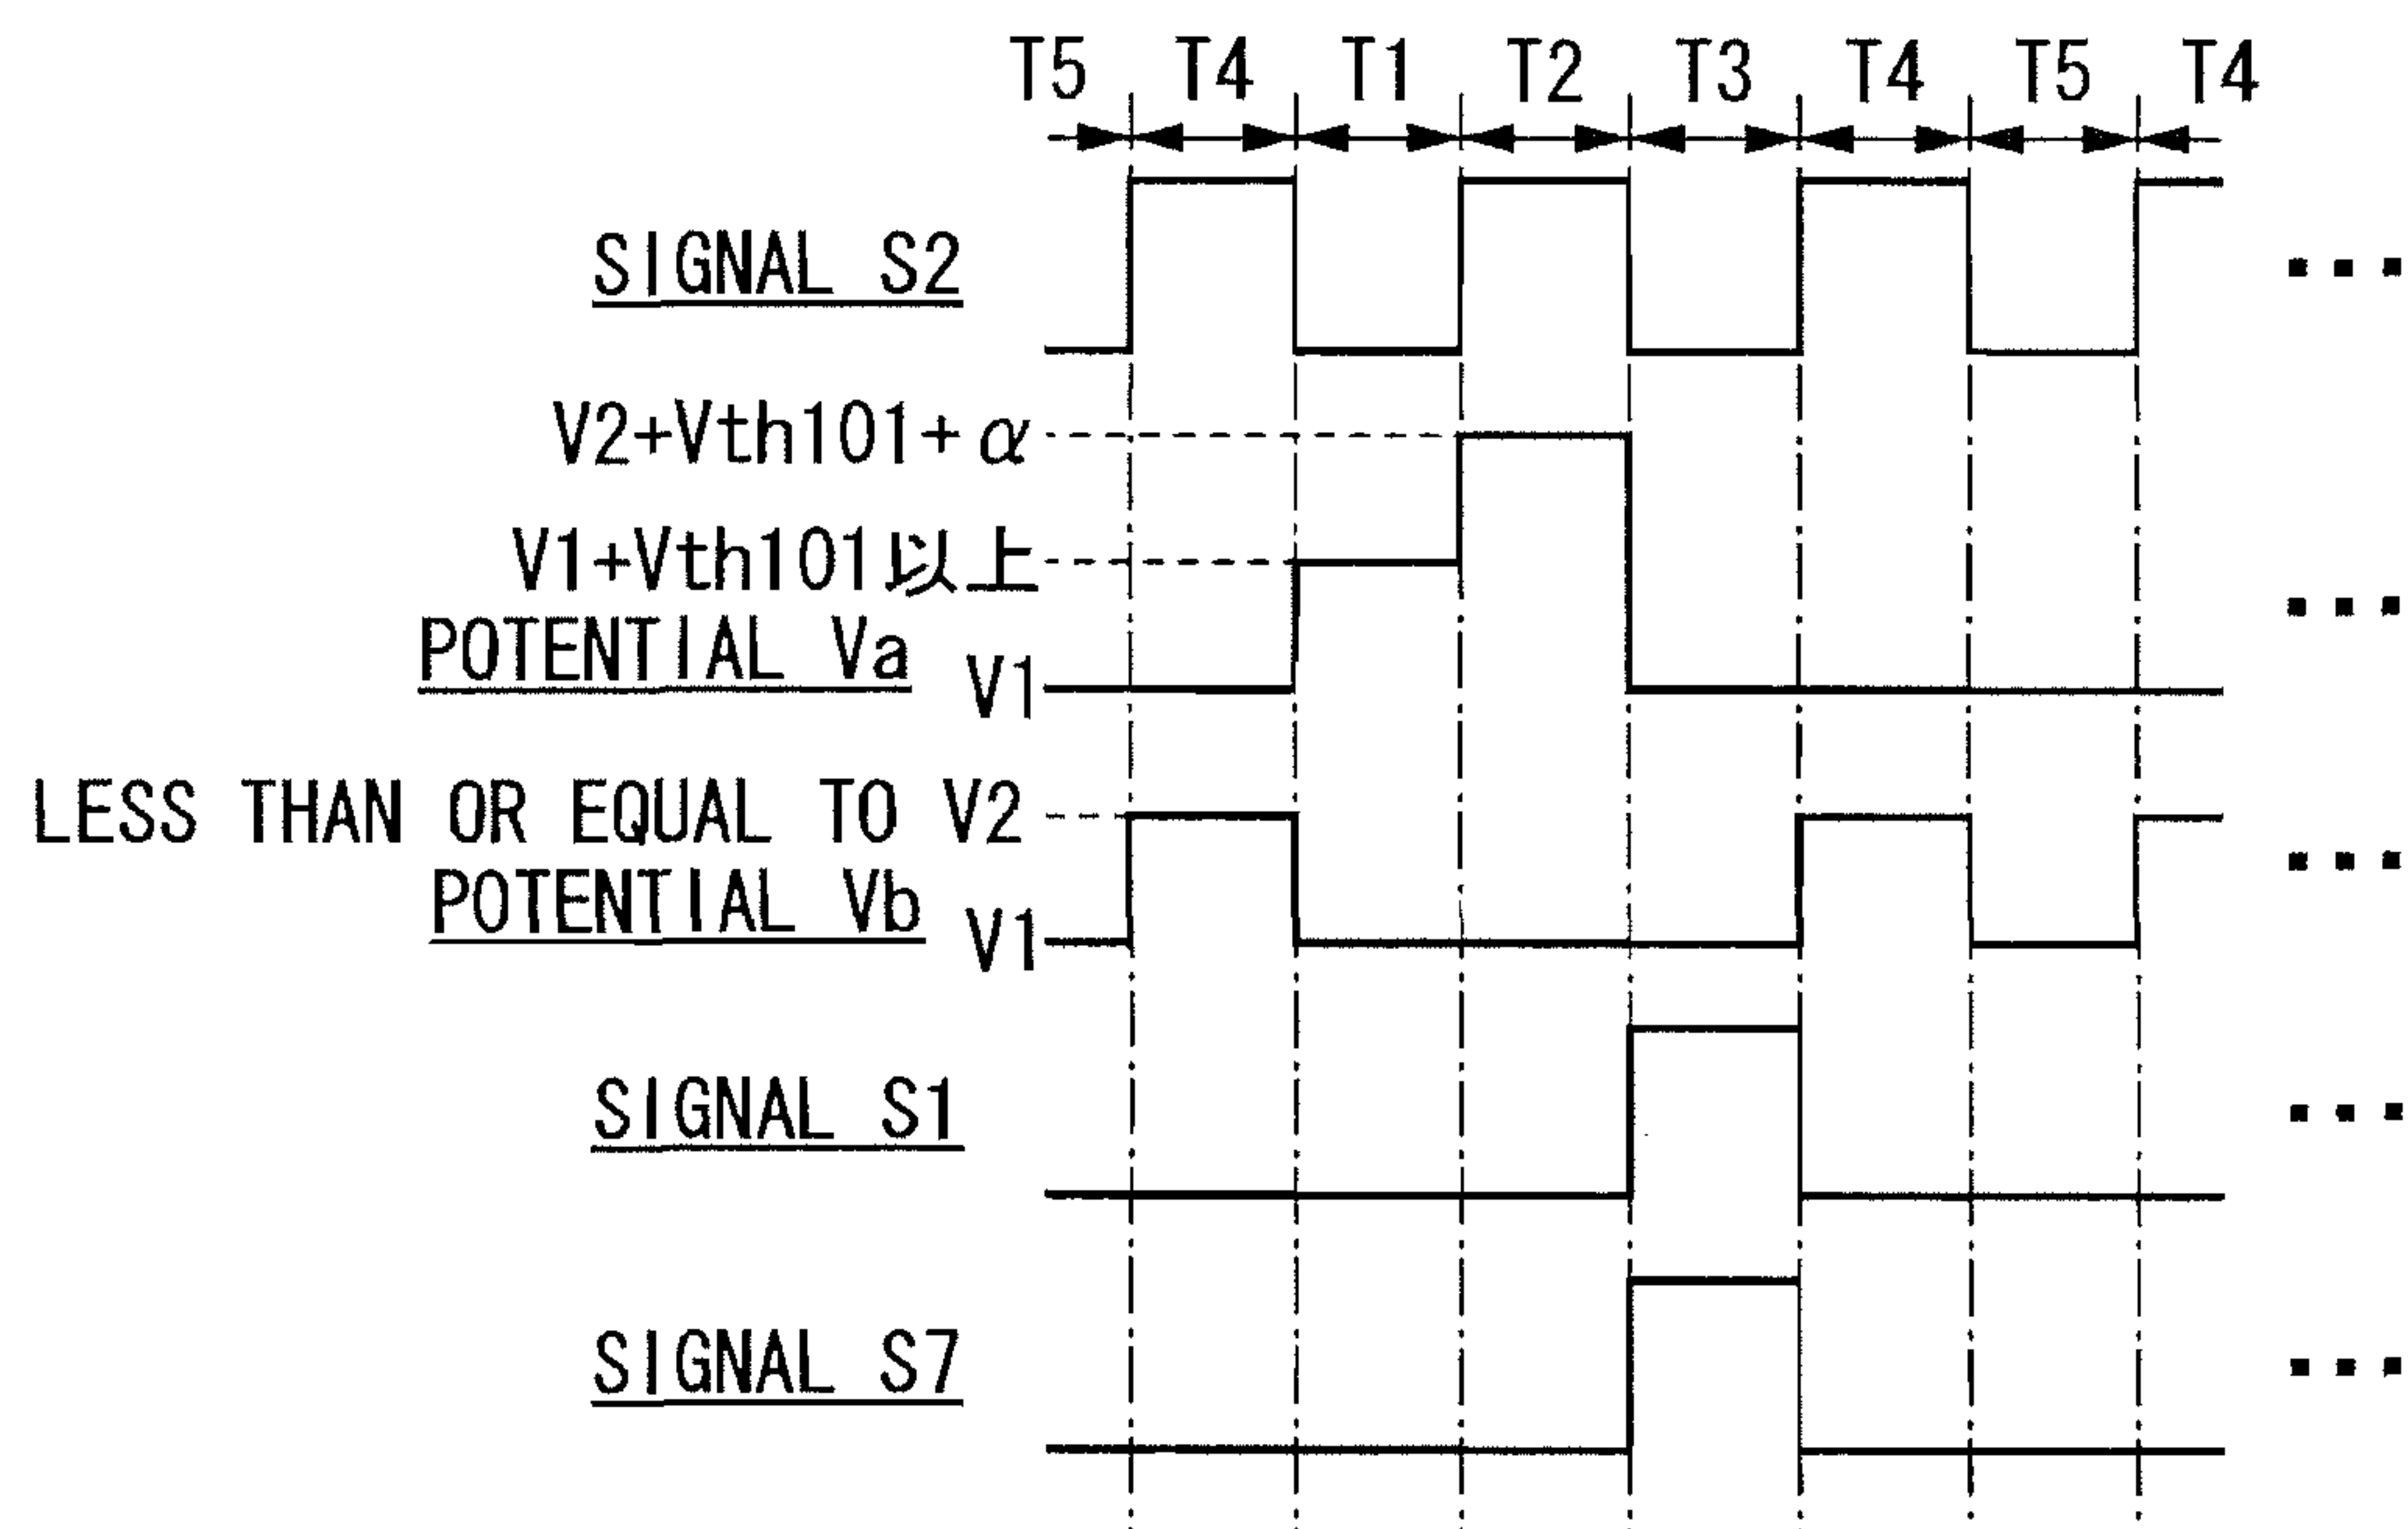 T5 T4 T1 T2 T3 T4 T5 T4
SIGNAL S2
V2+Vth101+α
V1+Vth101以上
POTENTIAL Va
V1
LESS THAN OR EQUAL TO V2
POTENTIAL Vb
V1
SIGNAL S1
SIGNAL S7